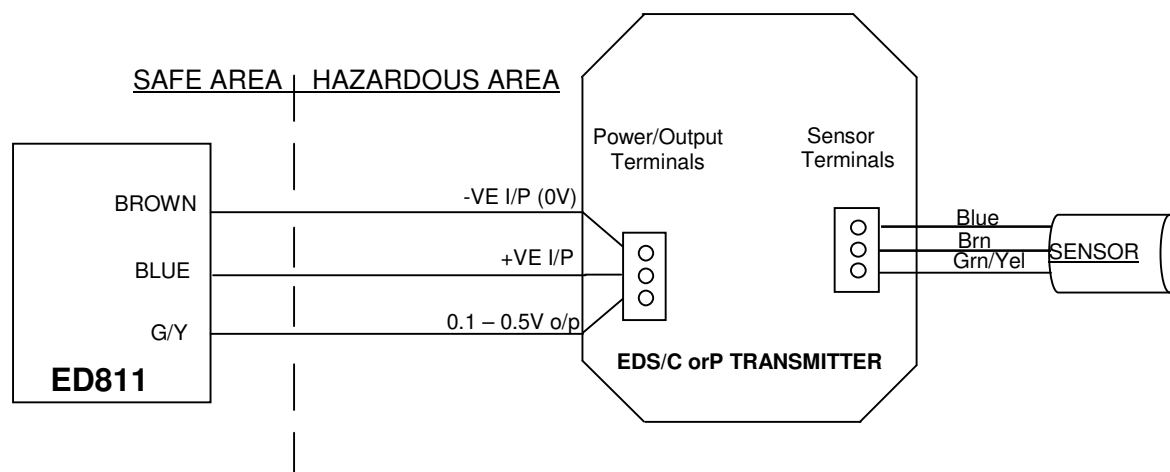 SAFE AREA
HAZARDOUS AREA
Power/Output
Terminals
Sensor
Terminals
BROWN
-VE I/P (0V)
BLUE
+VE I/P
G/Y
0.1 – 0.5V o/p
ED811
EDS/C orP TRANSMITTER
Blue
Brn
Grn/Yel
SENSOR